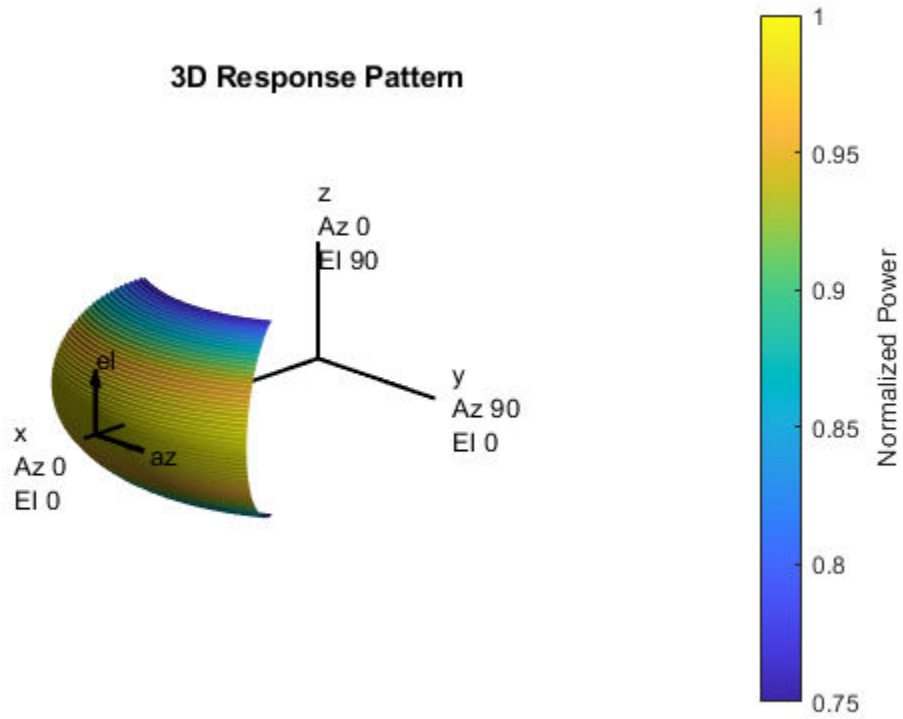 3D Response Pattern
z
Az 0
El 90
y
Az 90
El 0
el
az
x
Az 0
El 0
1
0.95
0.9
0.85
0.8
0.75
Normalized Power